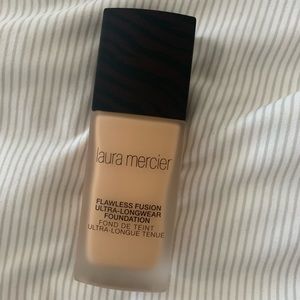 laura mercier
FLAWLESS FUSION
ULTRA-LONGWEAR
FOUNDATION
FOND DE TEINT
ULTRA-LONGUE TENUE